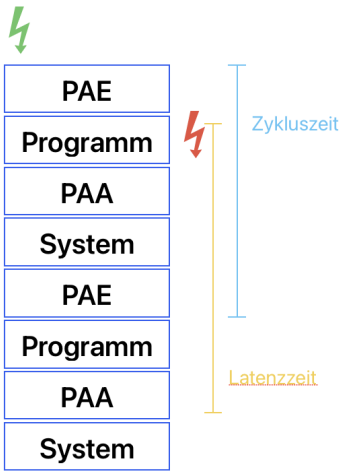 PAE
Programm
Zykluszeit
PAA
System
PAE
Programm
Latenzzeit
PAA
System